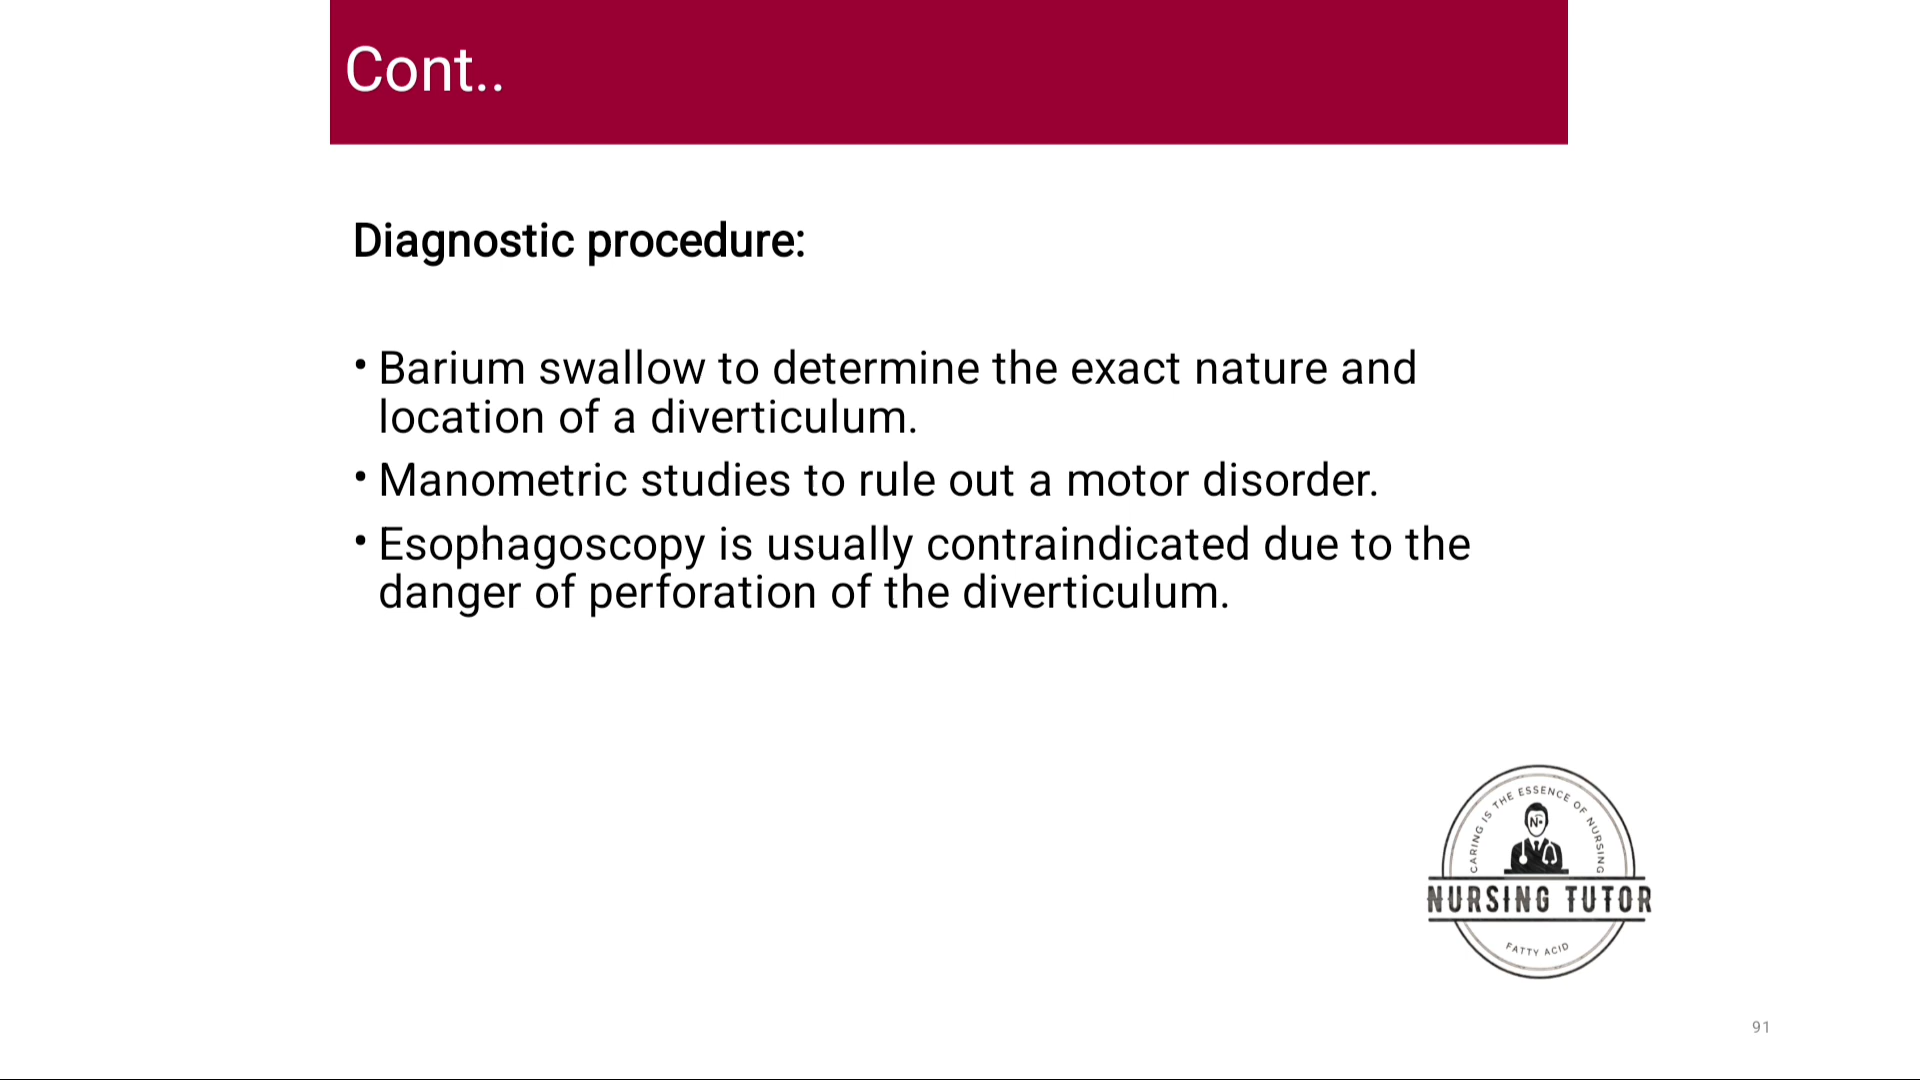 Cont..
Diagnostic procedure:
• Barium swallow to determine the exact nature and
location of a diverticulum.
• Manometric studies to rule out a motor disorder.
• Esophagoscopy is usually contraindicated due to the
danger of perforation of the diverticulum.
CARING IS THE ESSENCE OF NURSING
N
NURSING TUTOR
FATTY ACID
91